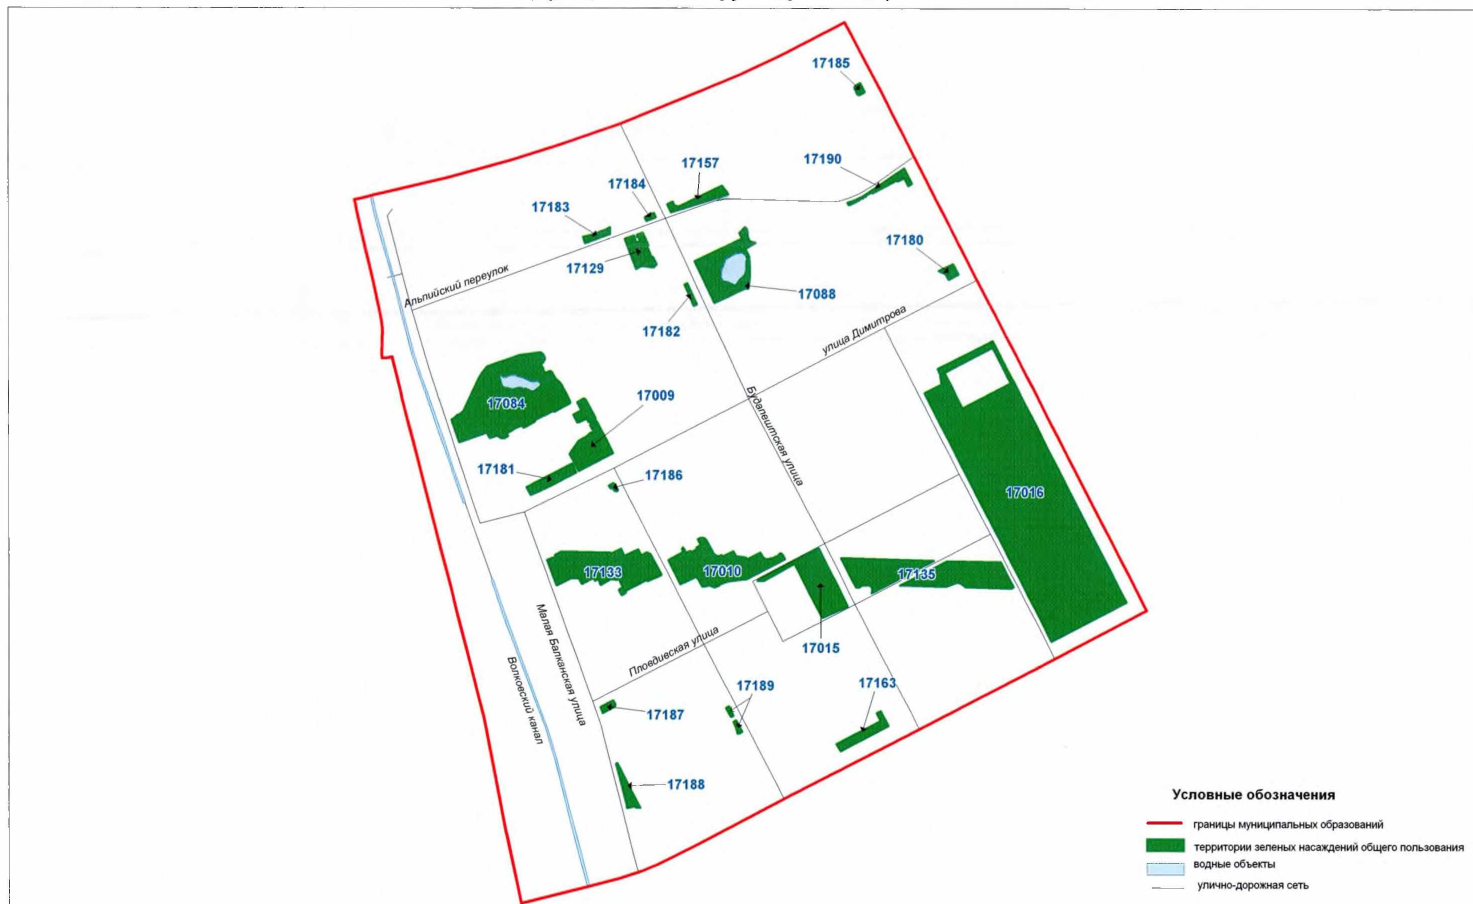 17185
17190
17157
17184
17183
17180
17129
17088
Альпийский переулок
17182
улица Димитрова
17084
17009
Будапештская улица
17181
17186
17016
17133
17010
17135
Малая Балканская улица
Пловдивская улица
17015
Волковский канал
17189
17163
17187
17188
Условные обозначения
границы муниципальных образований
территории зеленых насаждений общего пользования
водные объекты
улично-дорожная сеть